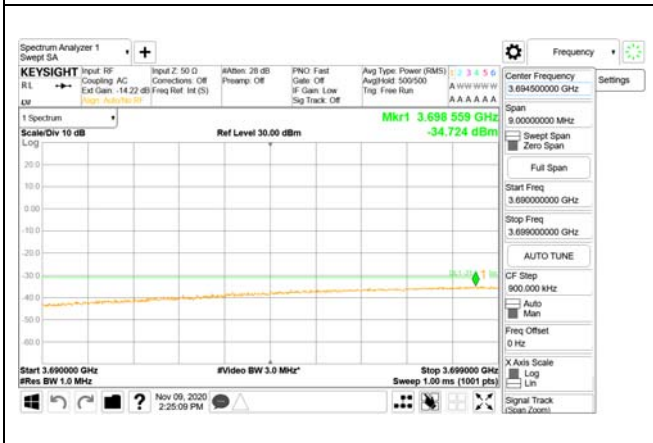 Spectrum Analyzer 1
Swept SA
+
Frequency
KEYSIGHT
RL
Input: RF
Coupling: AC
Ext Gain: -14.22 dB
Align: Auto/No RF
Input Z: 50 Ω
Corrections: Off
Freq Ref: Int (S)
#Atten: 28 dB
Preamp: Off
PNO: Fast
Gate: Off
IF Gain: Low
Sig Track: Off
Avg Type: Power (RMS)
Avg|Hold: 500/500
Trig: Free Run
1 2 3 4 5 6
A W W W W W
A A A A A A
1 Spectrum
Scale/Div 10 dB
Ref Level 30.00 dBm
Mkr1 3.698 559 GHz
-34.724 dBm
Log
20.0
10.0
0.00
-10.0
-20.0
-30.0
-40.0
-50.0
-60.0
1
Start 3.690000 GHz
#Res BW 1.0 MHz
#Video BW 3.0 MHz*
Stop 3.699000 GHz
Sweep 1.00 ms (1001 pts)
?
Nov 09, 2020
2:25:09 PM
Center Frequency
3.694500000 GHz
Settings
Span
9.00000000 MHz
Swept Span
Zero Span
Full Span
Start Freq
3.690000000 GHz
Stop Freq
3.699000000 GHz
AUTO TUNE
CF Step
900.000 kHz
Auto
Man
Freq Offset
0 Hz
X Axis Scale
Log
Lin
Signal Track
(Span Zoom)